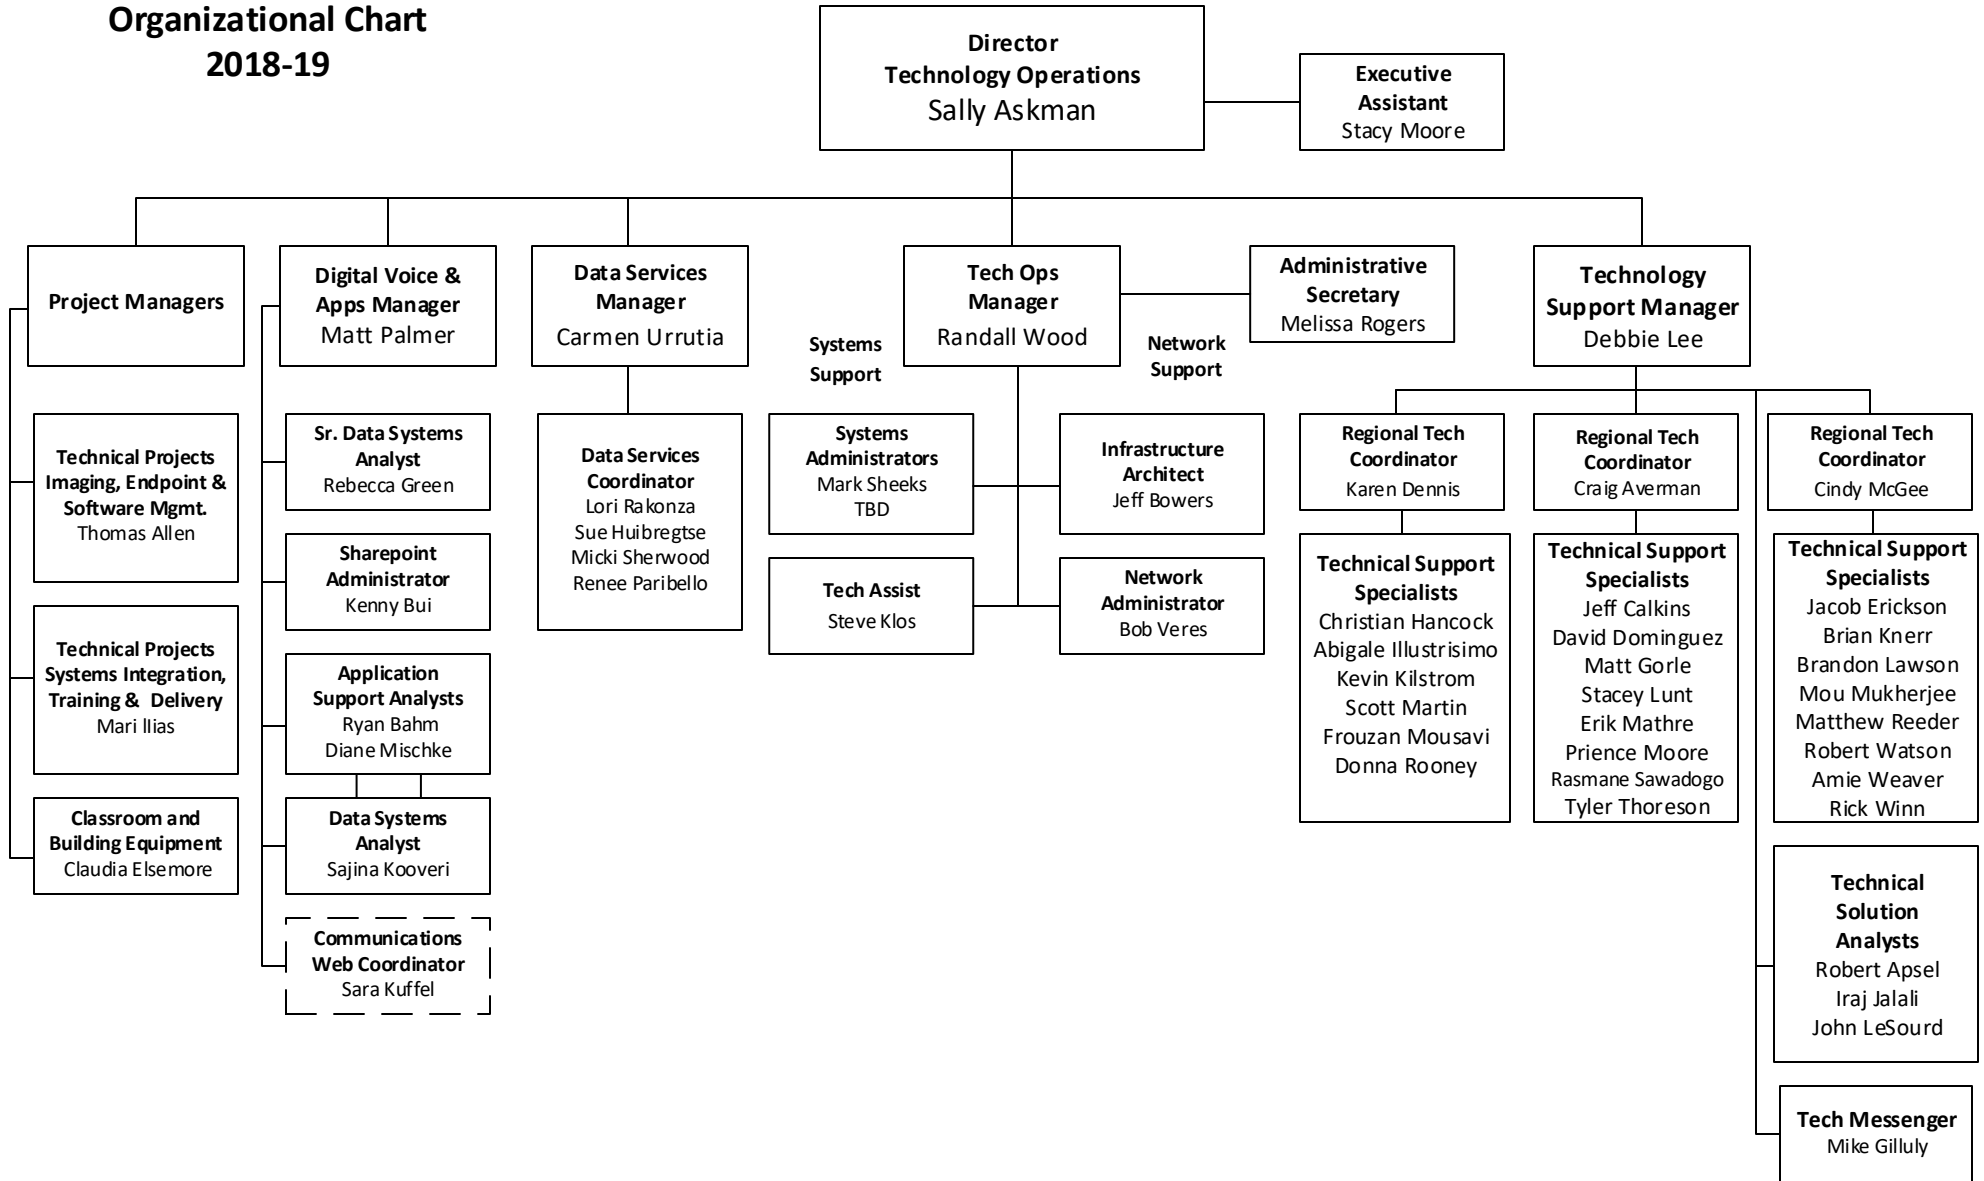 Organizational Chart
2018-19
Director
Technology Operations
Sally Askman
Executive
Assistant
Stacy Moore
Project Managers
Digital Voice &
Apps Manager
Matt Palmer
Data Services
Manager
Carmen Urrutia
Tech Ops
Manager
Randall Wood
Administrative
Secretary
Melissa Rogers
Technology
Support Manager
Debbie Lee
Systems
Support
Network
Support
Technical Projects
Imaging, Endpoint &
Software Mgmt.
Thomas Allen
Technical Projects
Systems Integration,
Training & Delivery
Mari IIias
Classroom and
Building Equipment
Claudia Elsemore
Sr. Data Systems
Analyst
Rebecca Green
Sharepoint
Administrator
Kenny Bui
Application
Support Analysts
Ryan Bahm
Diane Mischke
Data Systems
Analyst
Sajina Kooveri
Communications
Web Coordinator
Sara Kuffel
Data Services
Coordinator
Lori Rakonza
Sue Huibregtse
Micki Sherwood
Renee Paribello
Systems
Administrators
Mark Sheeks
TBD
Tech Assist
Steve Klos
Infrastructure
Architect
Jeff Bowers
Network
Administrator
Bob Veres
Regional Tech
Coordinator
Karen Dennis
Technical Support
Specialists
Christian Hancock
Abigale Illustrisimo
Kevin Kilstrom
Scott Martin
Frouzan Mousavi
Donna Rooney
Regional Tech
Coordinator
Craig Averman
Technical Support
Specialists
Jeff Calkins
David Dominguez
Matt Gorle
Stacey Lunt
Erik Mathre
Prience Moore
Rasmane Sawadogo
Tyler Thoreson
Regional Tech
Coordinator
Cindy McGee
Technical Support
Specialists
Jacob Erickson
Brian Knerr
Brandon Lawson
Mou Mukherjee
Matthew Reeder
Robert Watson
Amie Weaver
Rick Winn
Technical
Solution
Analysts
Robert Apsel
Iraj Jalali
John LeSourd
Tech Messenger
Mike Gilluly